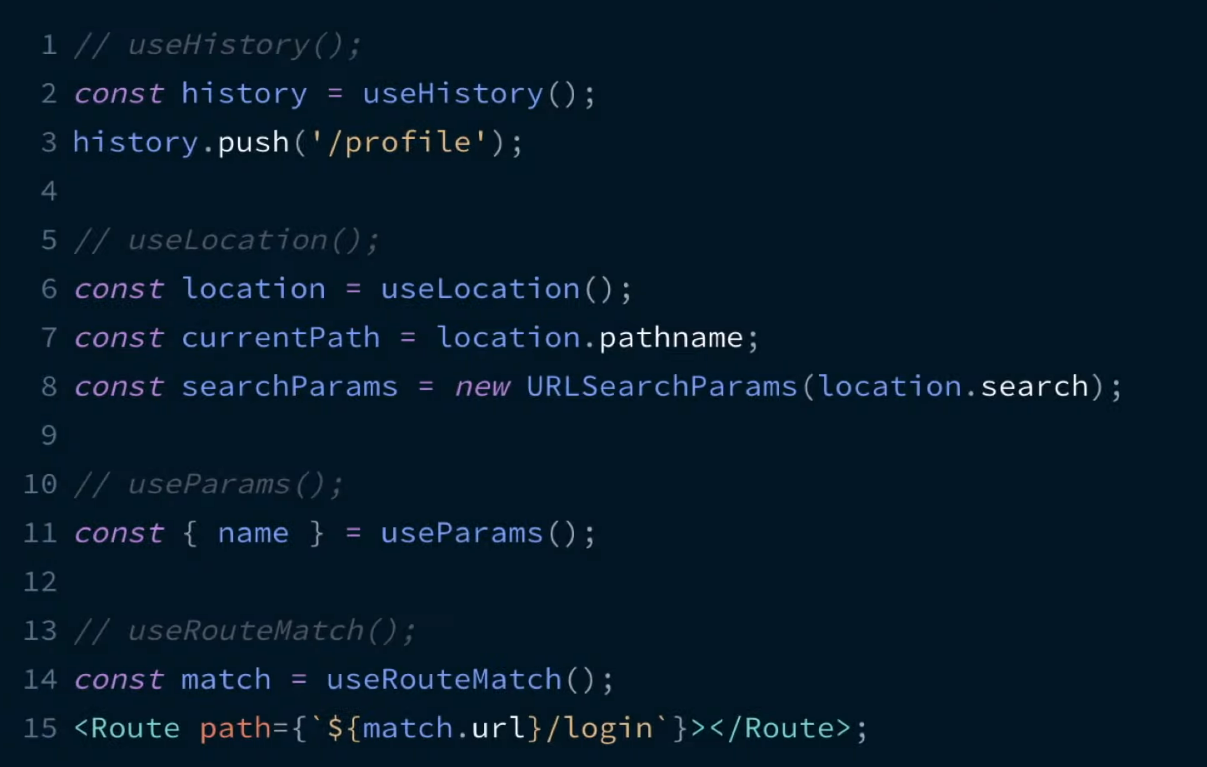 1 // useHistory();
2 const history = useHistory();
3 history.push('/profile');
4
5 // useLocation();
6 const location = useLocation();
7 const currentPath = location.pathname;
8 const searchParams = new URLSearchParams(location.search);
9
10 // useParams();
11 const { name } = useParams();
12
13 // useRouteMatch();
14 const match = useRouteMatch();
15 <Route path={`${match.url}/login`}></Route>;